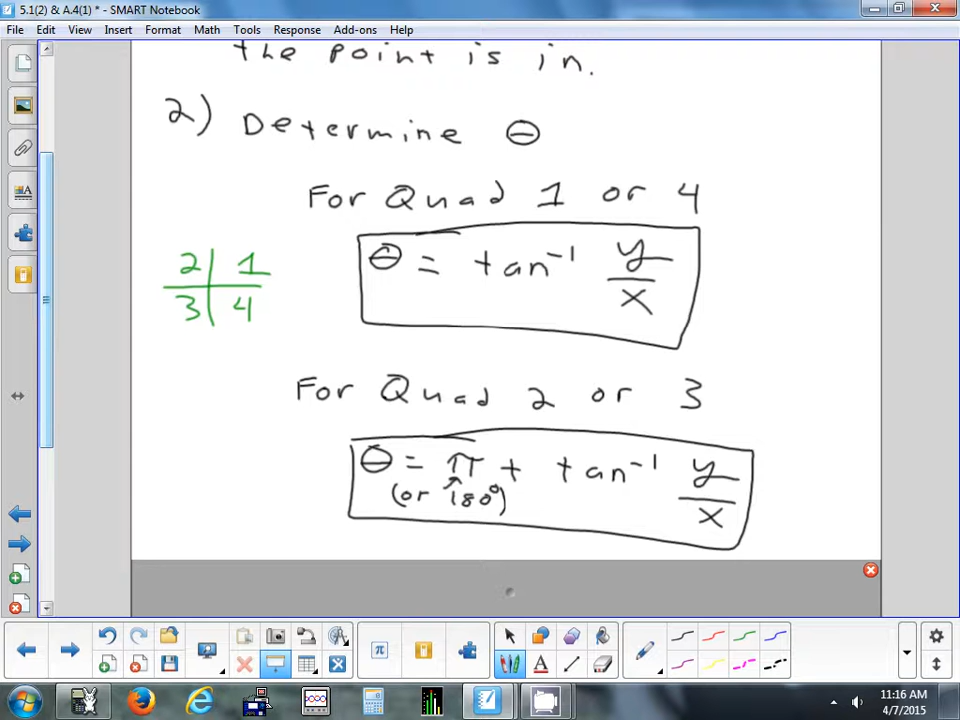 5.1(2) & A.4(1) * - SMART Notebook
File Edit View Insert Format Math Tools Response Add-ons Help
the point is in.
2) Determine θ
For Quad 1 or 4
θ = tan⁻¹ y/x
2 | 1
3 | 4
For Quad 2 or 3
θ = π + tan⁻¹ y/x
(or 180°)
11:16 AM
4/7/2015